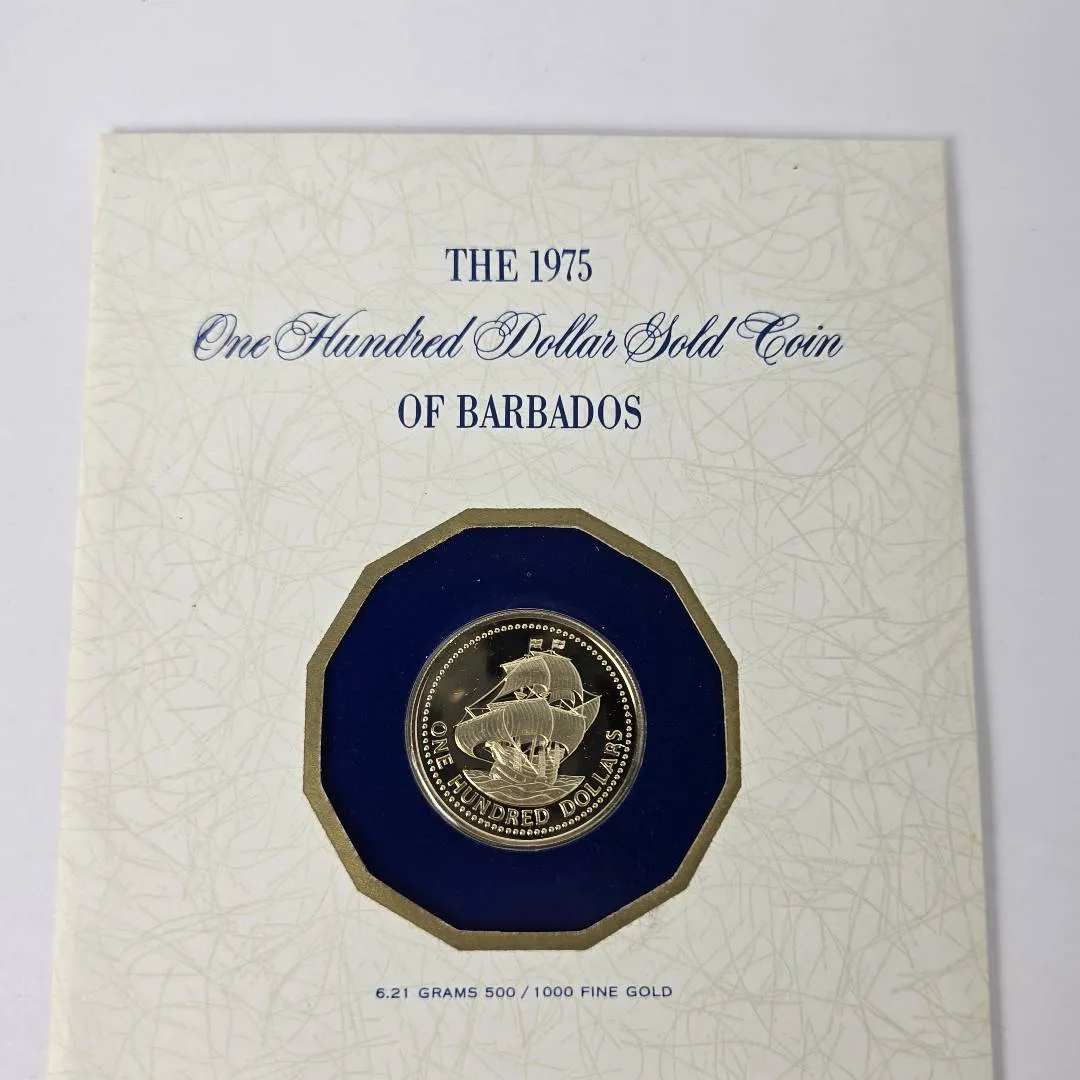 THE 1975
One Hundred Dollar Gold Coin
OF BARBADOS
ONE HUNDRED DOLLARS
6.21 GRAMS 500 / 1000 FINE GOLD